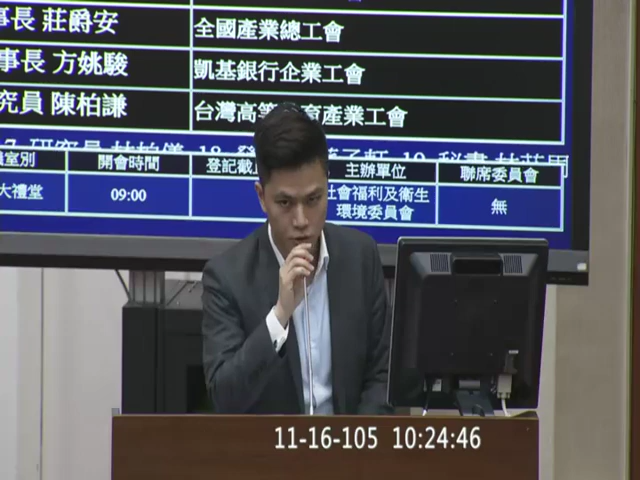 事長 莊爵安 全國產業總工會
事長 方姚駿 凱基銀行企業工會
究員 陳柏謙 台灣高等 育產業工會
室別 開會時間 登記截 主辦單位 聯席委員會
大禮堂 09:00 社會福利及衛生環境委員會 無
11-16-105 10:24:46